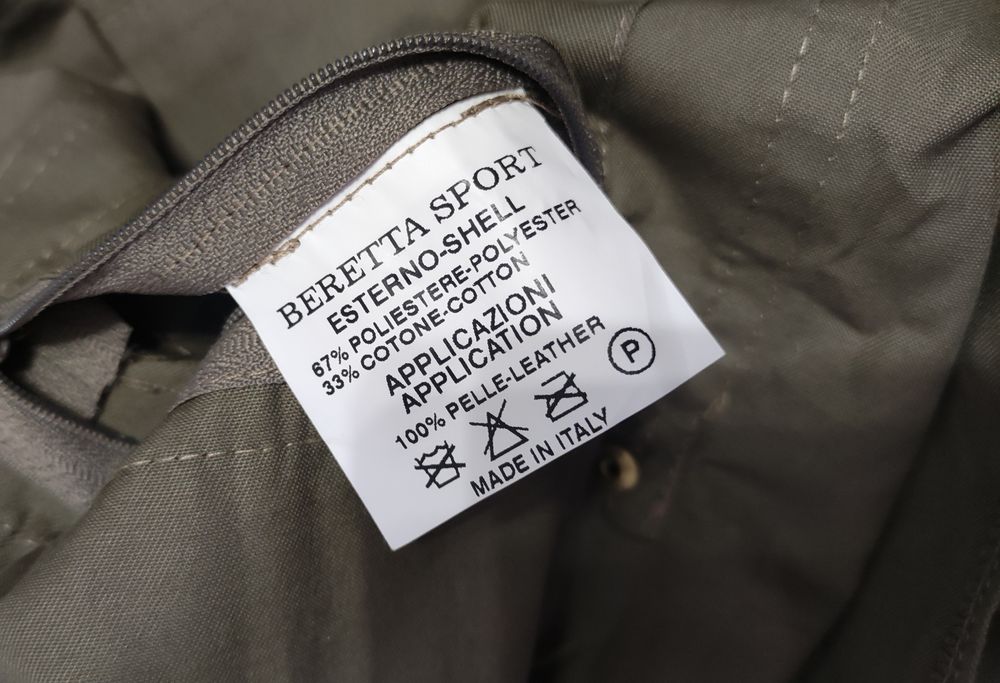 BERETTA SPORT
ESTERNO-SHELL
67% POLIESTERE-POLYESTER
33% COTONE-COTTON
APPLICAZIONI
APPLICATION
100% PELLE-LEATHER
P
MADE IN ITALY